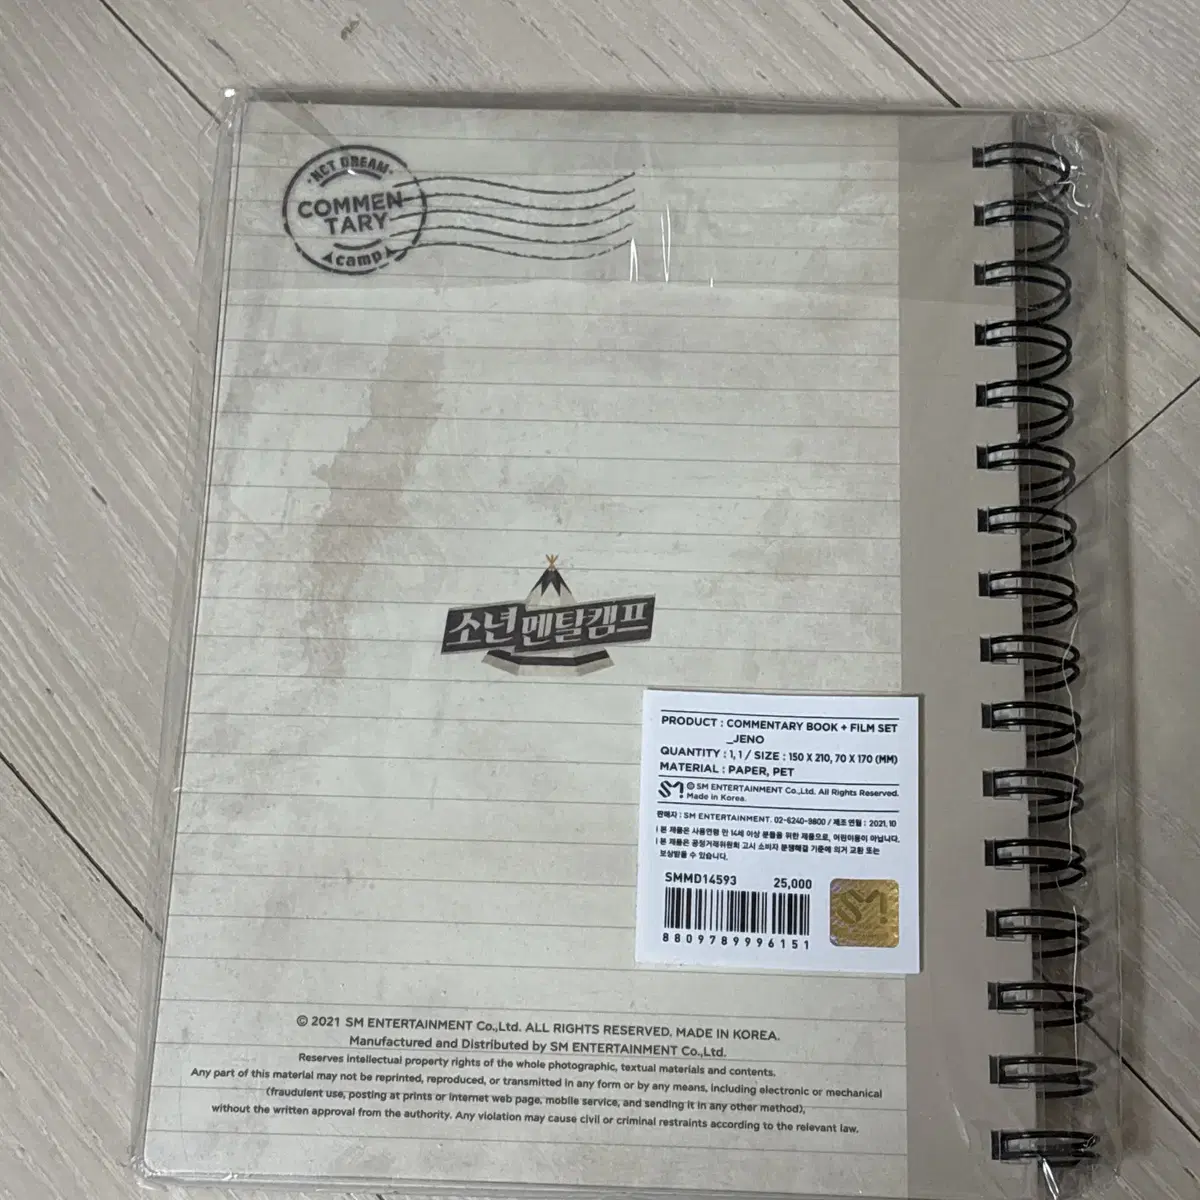 NCT DREAM
COMMEN
TARY
camp
소년멘탈캠프
PRODUCT : COMMENTARY BOOK + FILM SET
_JENO
QUANTITY : 1, 1 / SIZE : 150 X 210, 70 X 170 (MM)
MATERIAL : PAPER, PET
SM © SM ENTERTAINMENT Co.,Ltd. All Rights Reserved.
Made in Korea.
판매자 : SM ENTERTAINMENT. 02-6240-9800 / 제조 연월 : 2021.10
본 제품은 사용연령 만 14세 이상 분들을 위한 제품으로, 어린이용이 아닙니다.
본 제품은 공정거래위원회 고시 소비자 분쟁해결 기준에 의거 교환 또는
보상받을 수 있습니다.
SMMD14593 25,000
8809789996151
SM
© 2021 SM ENTERTAINMENT Co.,Ltd. ALL RIGHTS RESERVED. MADE IN KOREA.
Manufactured and Distributed by SM ENTERTAINMENT Co.,Ltd.
Reserves intellectual property rights of the whole photographic, textual materials and contents.
Any part of this material may not be reprinted, reproduced, or transmitted in any form or by any means, including electronic or mechanical
(fraudulent use, posting at prints or internet web page, mobile service, and sending it in any other method),
without the written approval from the authority. Any violation may cause civil or criminal restraints according to the relevant law.